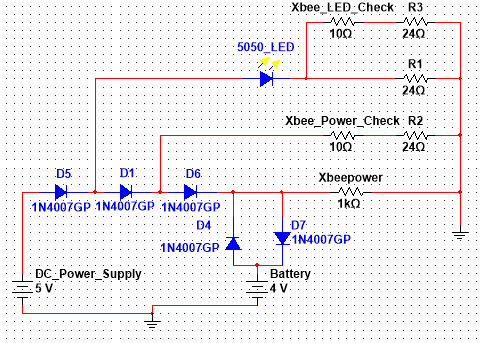 Xbee_LED_Check R3
10Ω 24Ω
5050_LED
R1
24Ω
Xbee_Power_Check R2
10Ω 24Ω
D5 D1 D6 Xbeepower
1N4007GP 1N4007GP 1N4007GP 1kΩ
D4 D7
1N4007GP 1N4007GP
DC_Power_Supply Battery
5 V 4 V